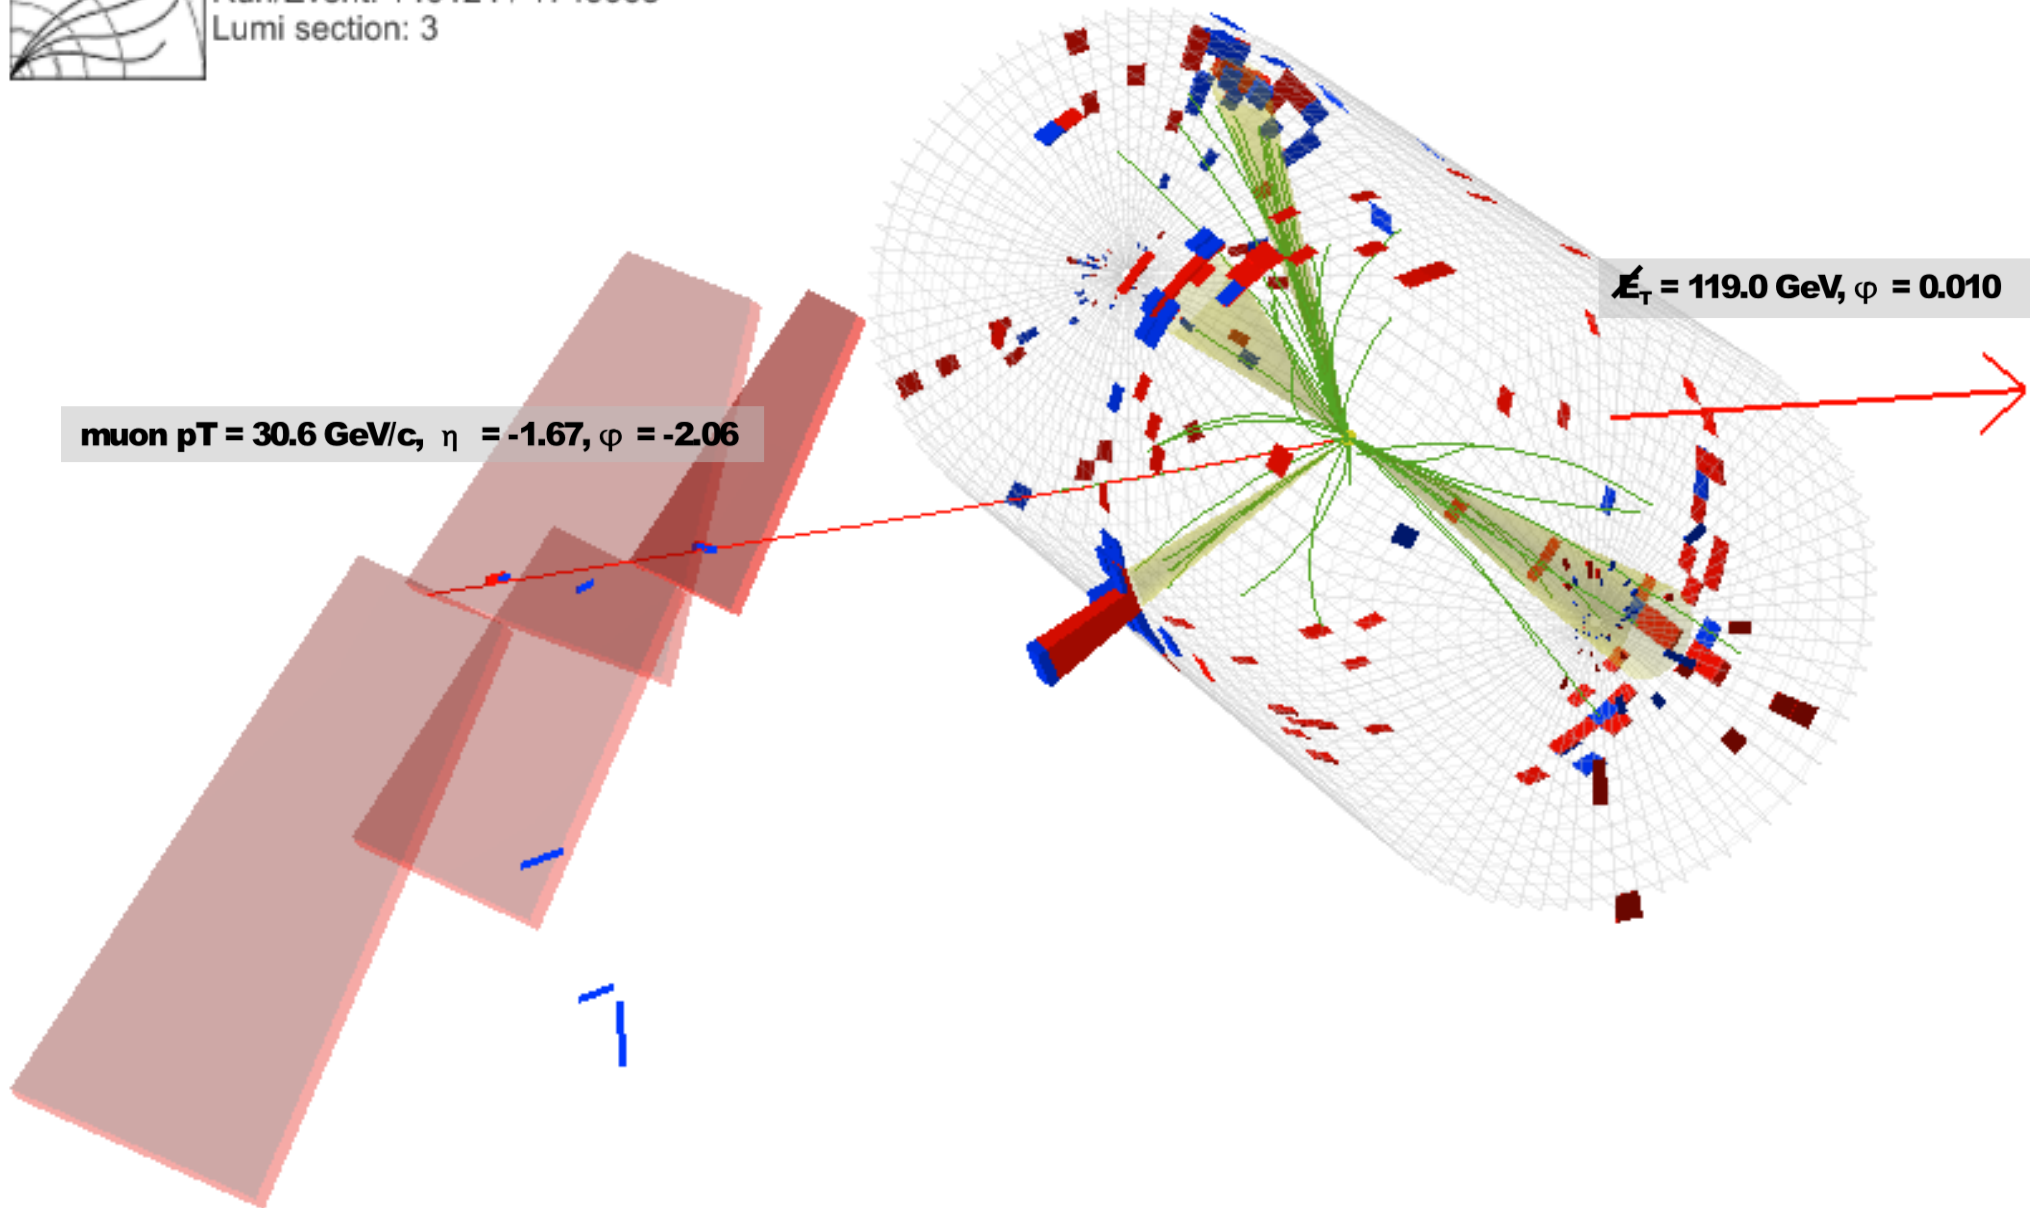 Lumi section: 3
E̸T = 119.0 GeV, φ = 0.010
muon pT = 30.6 GeV/c, η = -1.67, φ = -2.06